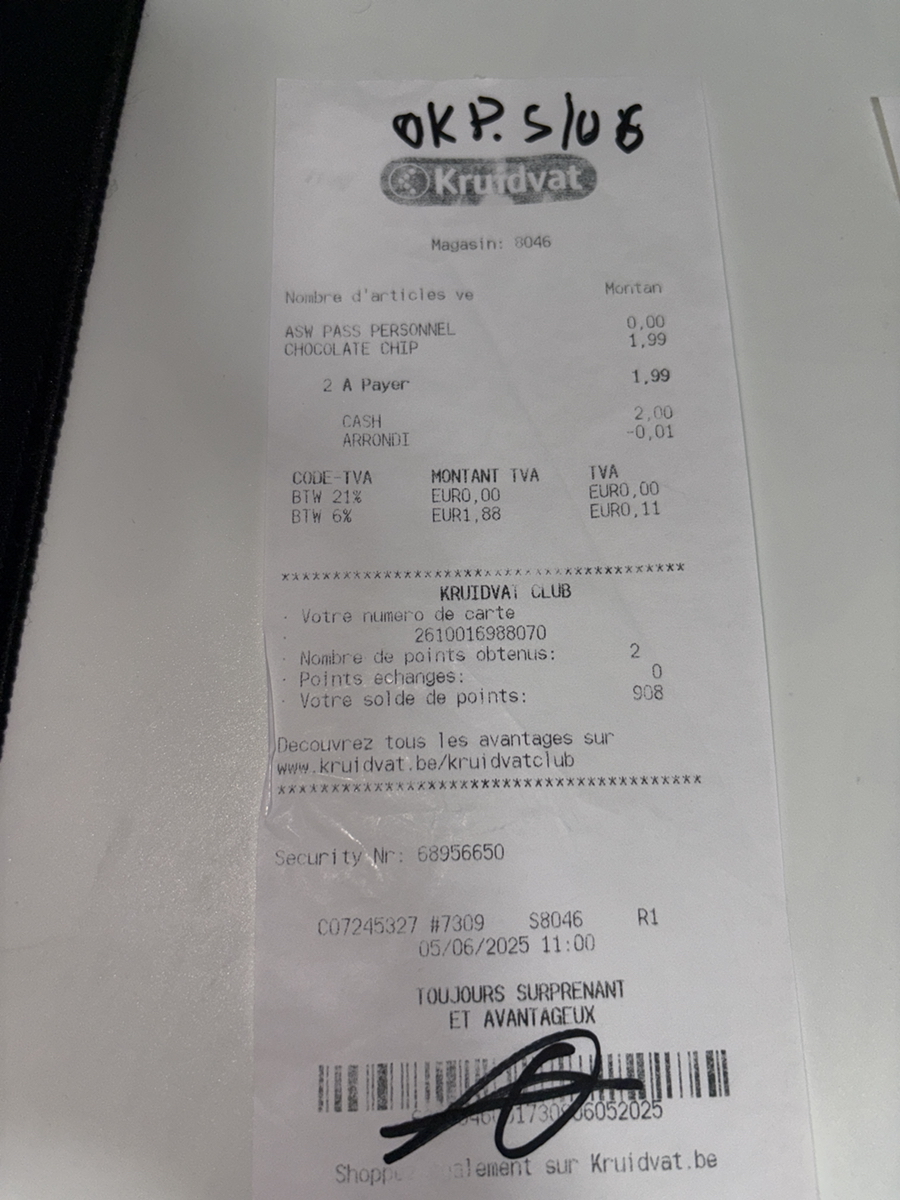 OK P. 5/06
Kruidvat
Magasin: 8046
Nombre d'articles ve Montan
ASW PASS PERSONNEL 0,00
CHOCOLATE CHIP 1,99
2 A Payer 1,99
CASH 2,00
ARRONDI -0,01
CODE-TVA MONTANT TVA TVA
BTW 21% EUR0,00 EUR0,00
BTW 6% EUR1,88 EUR0,11
****************************************
KRUIDVAT CLUB
· Votre numero de carte
· 2610016988070
· Nombre de points obtenus: 2
· Points echanges: 0
· Votre solde de points: 908
Decouvrez tous les avantages sur
www.kruidvat.be/kruidvatclub
****************************************
Security Nr: 68956650
C07245327 #7309 S8046 R1
05/06/2025 11:00
TOUJOURS SURPRENANT
ET AVANTAGEUX
sur Kruidvat.be